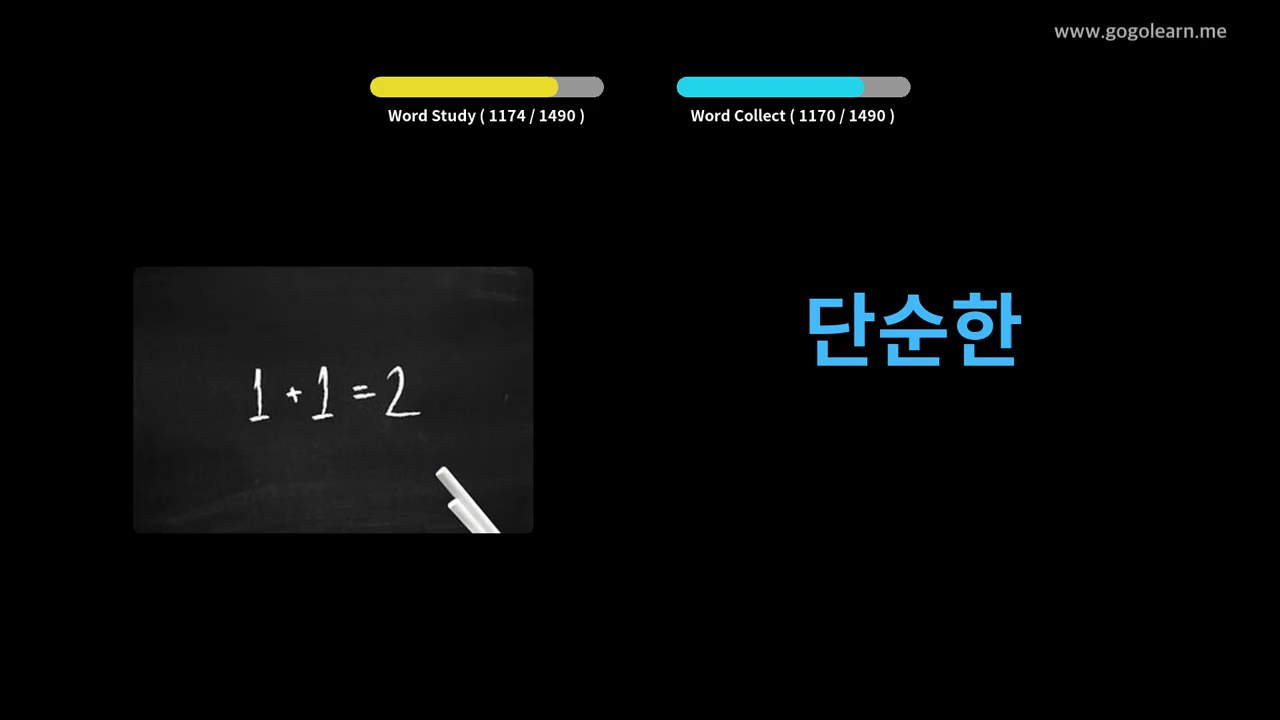 www.gogolearn.me
Word Study ( 1174 / 1490 )
Word Collect ( 1170 / 1490 )
1 + 1 = 2
단순한